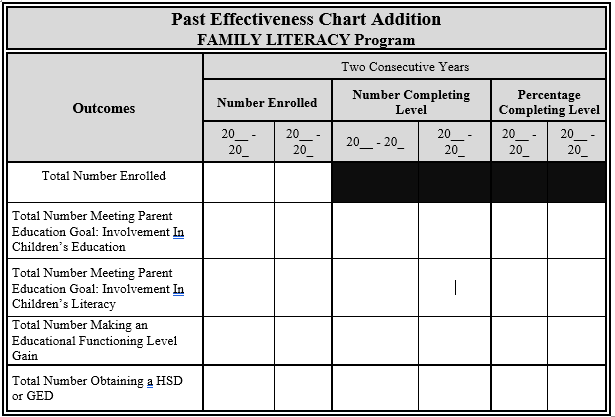 Past Effectiveness Chart Addition
FAMILY LITERACY Program
Outcomes
Two Consecutive Years
Number Enrolled
Number Completing
Level
Percentage
Completing Level
20__ -
20_
20__ -
20_
20__ - 20_
20__ -
20_
20__ -
20_
20__ -
20_
Total Number Enrolled
Total Number Meeting Parent
Education Goal: Involvement In
Children's Education
Total Number Meeting Parent
Education Goal: Involvement In
Children's Literacy
Total Number Making an
Educational Functioning Level
Gain
Total Number Obtaining a HSD
or GED